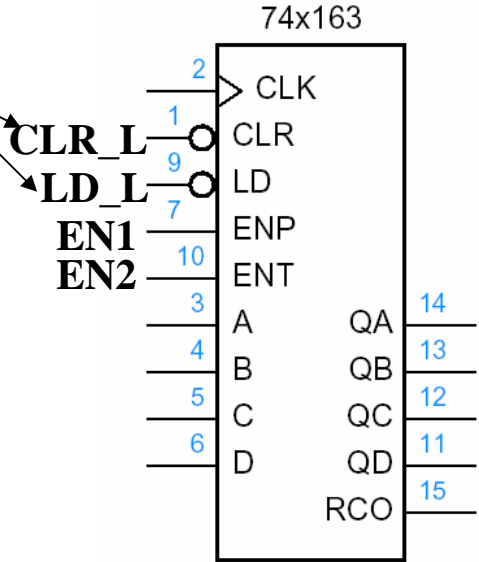 74x163
2 CLK
1 CLR_L CLR
9 LD_L LD
7 EN1 ENP
10 EN2 ENT
3 A QA 14
4 B QB 13
5 C QC 12
6 D QD 11
RCO 15